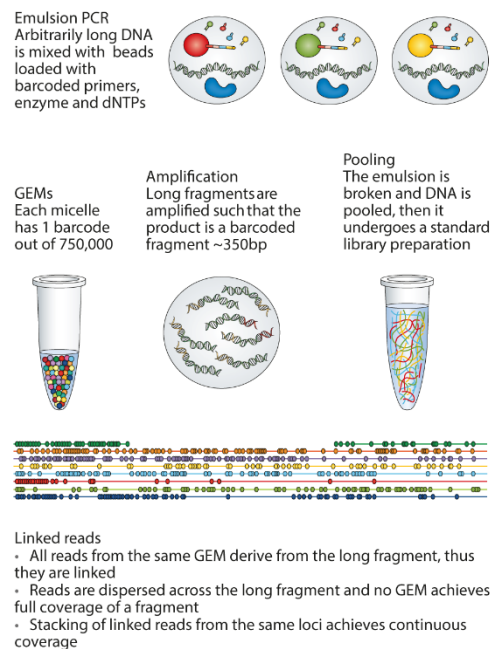 Emulsion PCR
Arbitrarily long DNA
is mixed with beads
loaded with
barcoded primers,
enzyme and dNTPs
GEMs
Each micelle
has 1 barcode
out of 750,000
Amplification
Long fragments are
amplified such that the
product is a barcoded
fragment ~350bp
Pooling
The emulsion is
broken and DNA is
pooled, then it
undergoes a standard
library preparation
Linked reads
• All reads from the same GEM derive from the long fragment, thus
they are linked
• Reads are dispersed across the long fragment and no GEM achieves
full coverage of a fragment
• Stacking of linked reads from the same loci achieves continuous
coverage